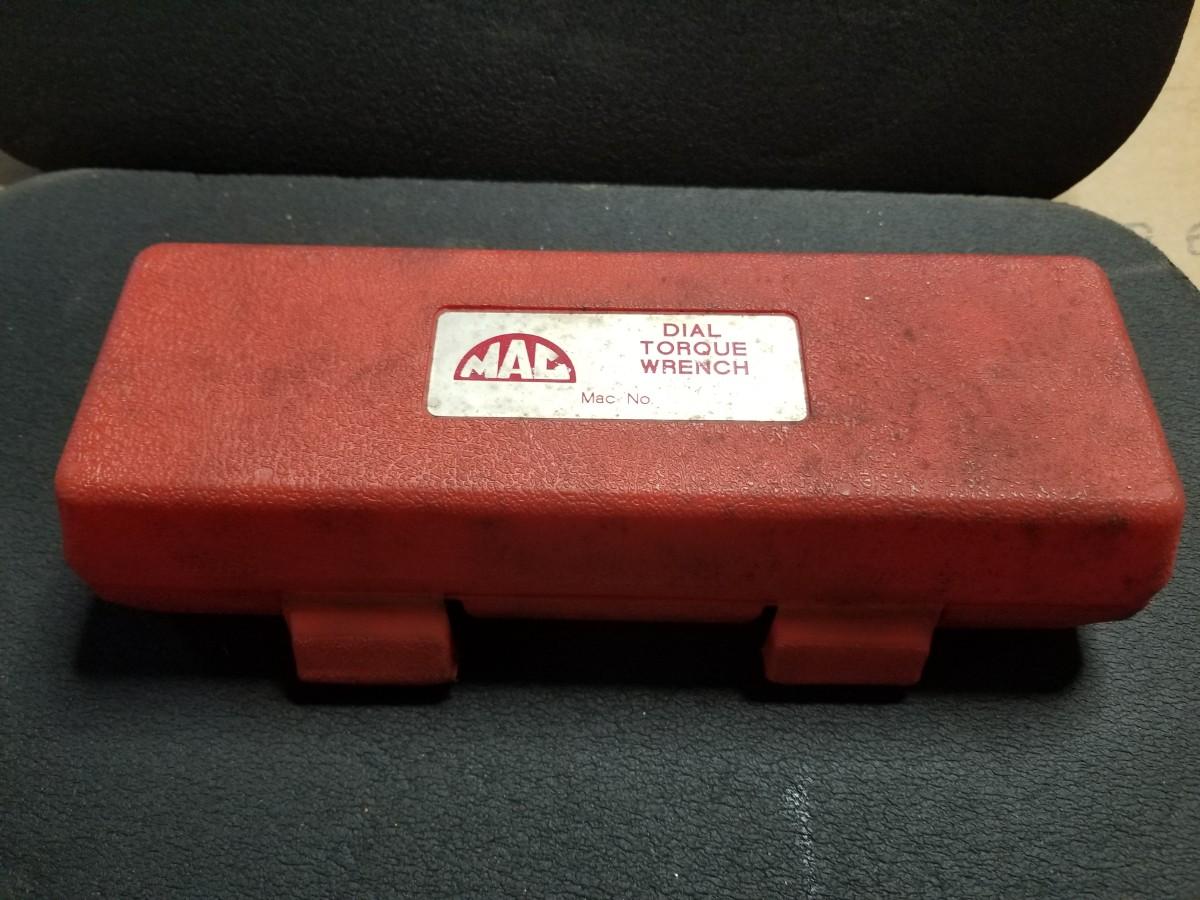 MAC
DIAL
TORQUE
WRENCH
Mac No.